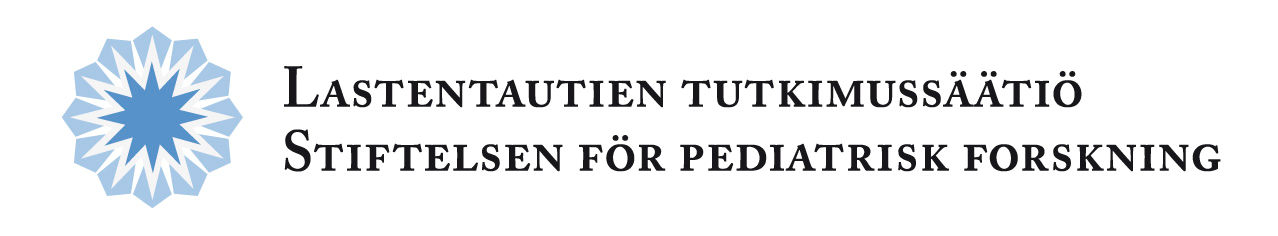 Lastentautien tutkimussäätiö
Stiftelsen för pediatrisk forskning